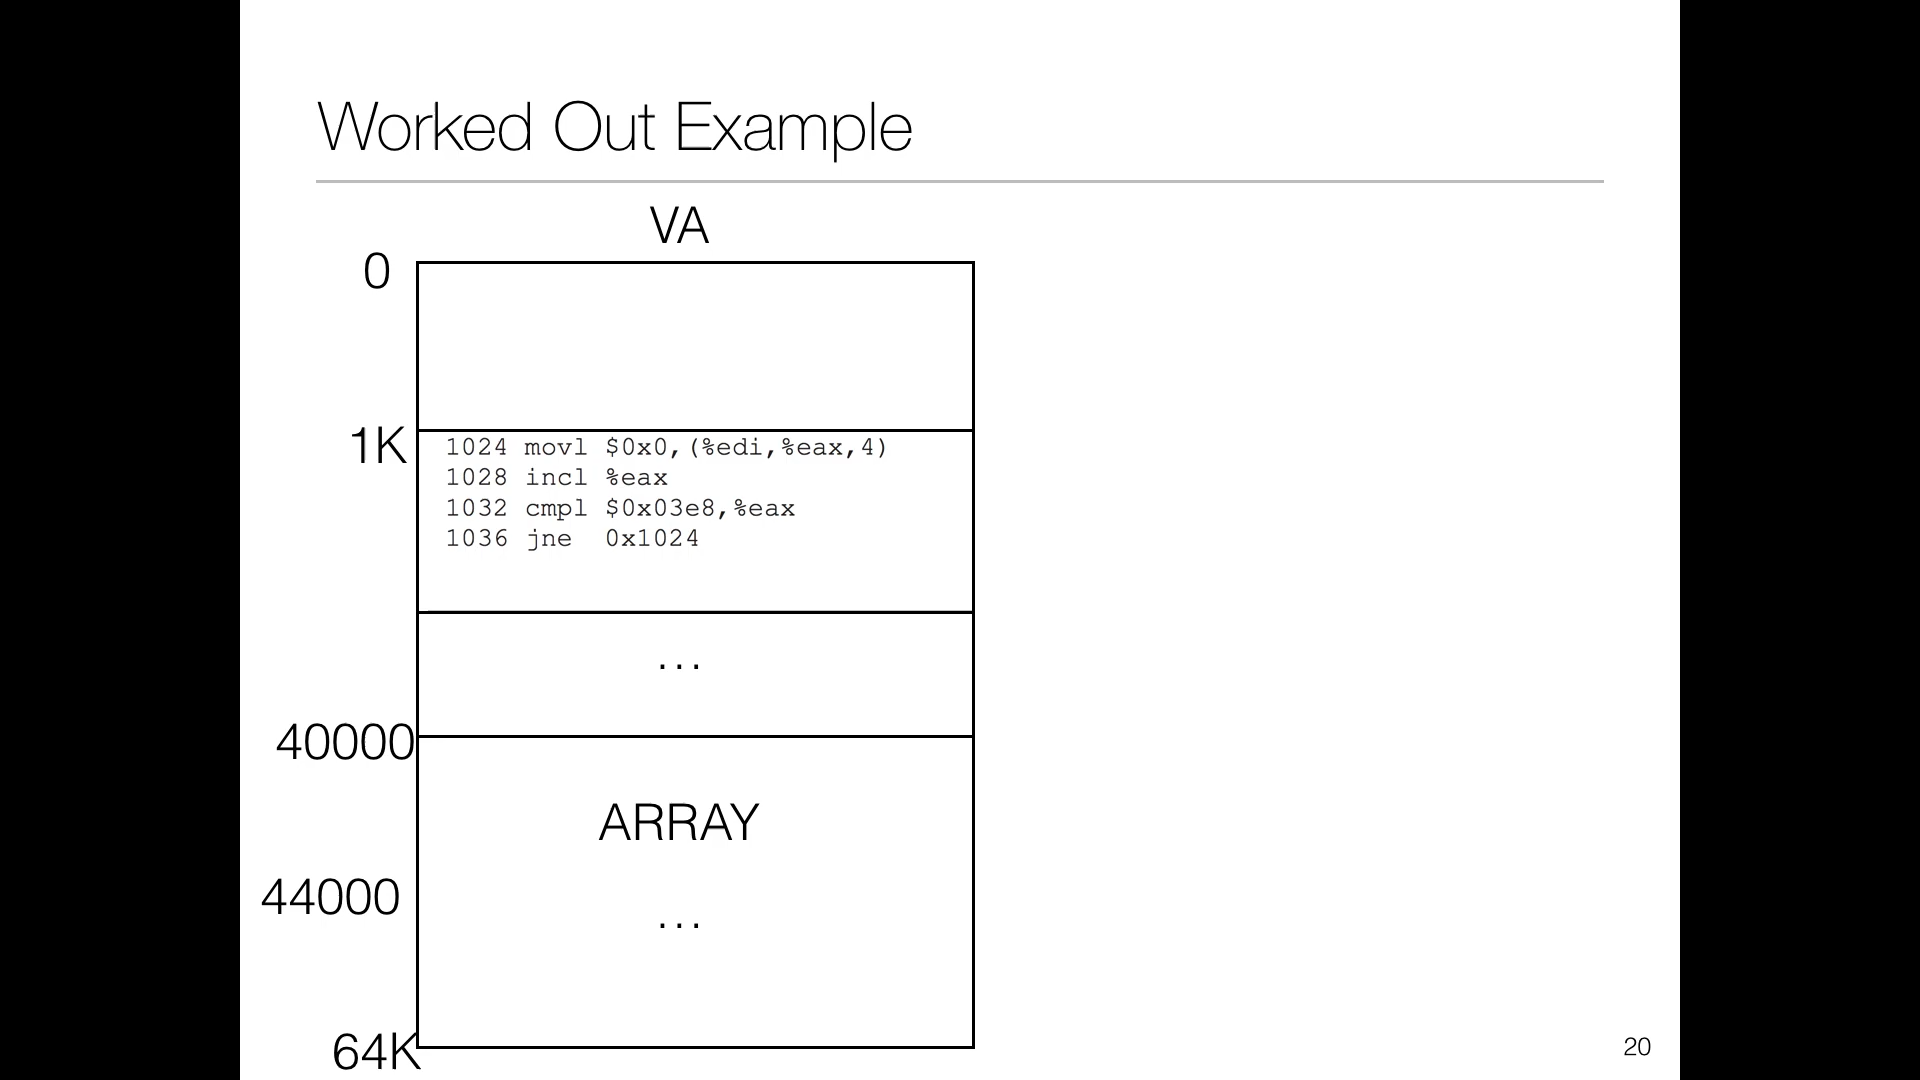 Worked Out Example
VA
0
1K
1024 movl $0x0,(%edi,%eax,4)
1028 incl %eax
1032 cmpl $0x03e8,%eax
1036 jne 0x1024
...
40000
ARRAY
44000
...
64K
20